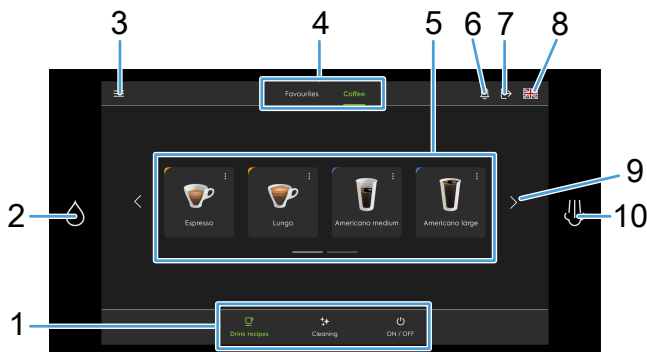 3
4
5
6
7
8
Favourites
Coffee
Espresso
Lungo
Americano medium
Americano large
9
2
10
1
Drink recipes
Cleaning
ON / OFF